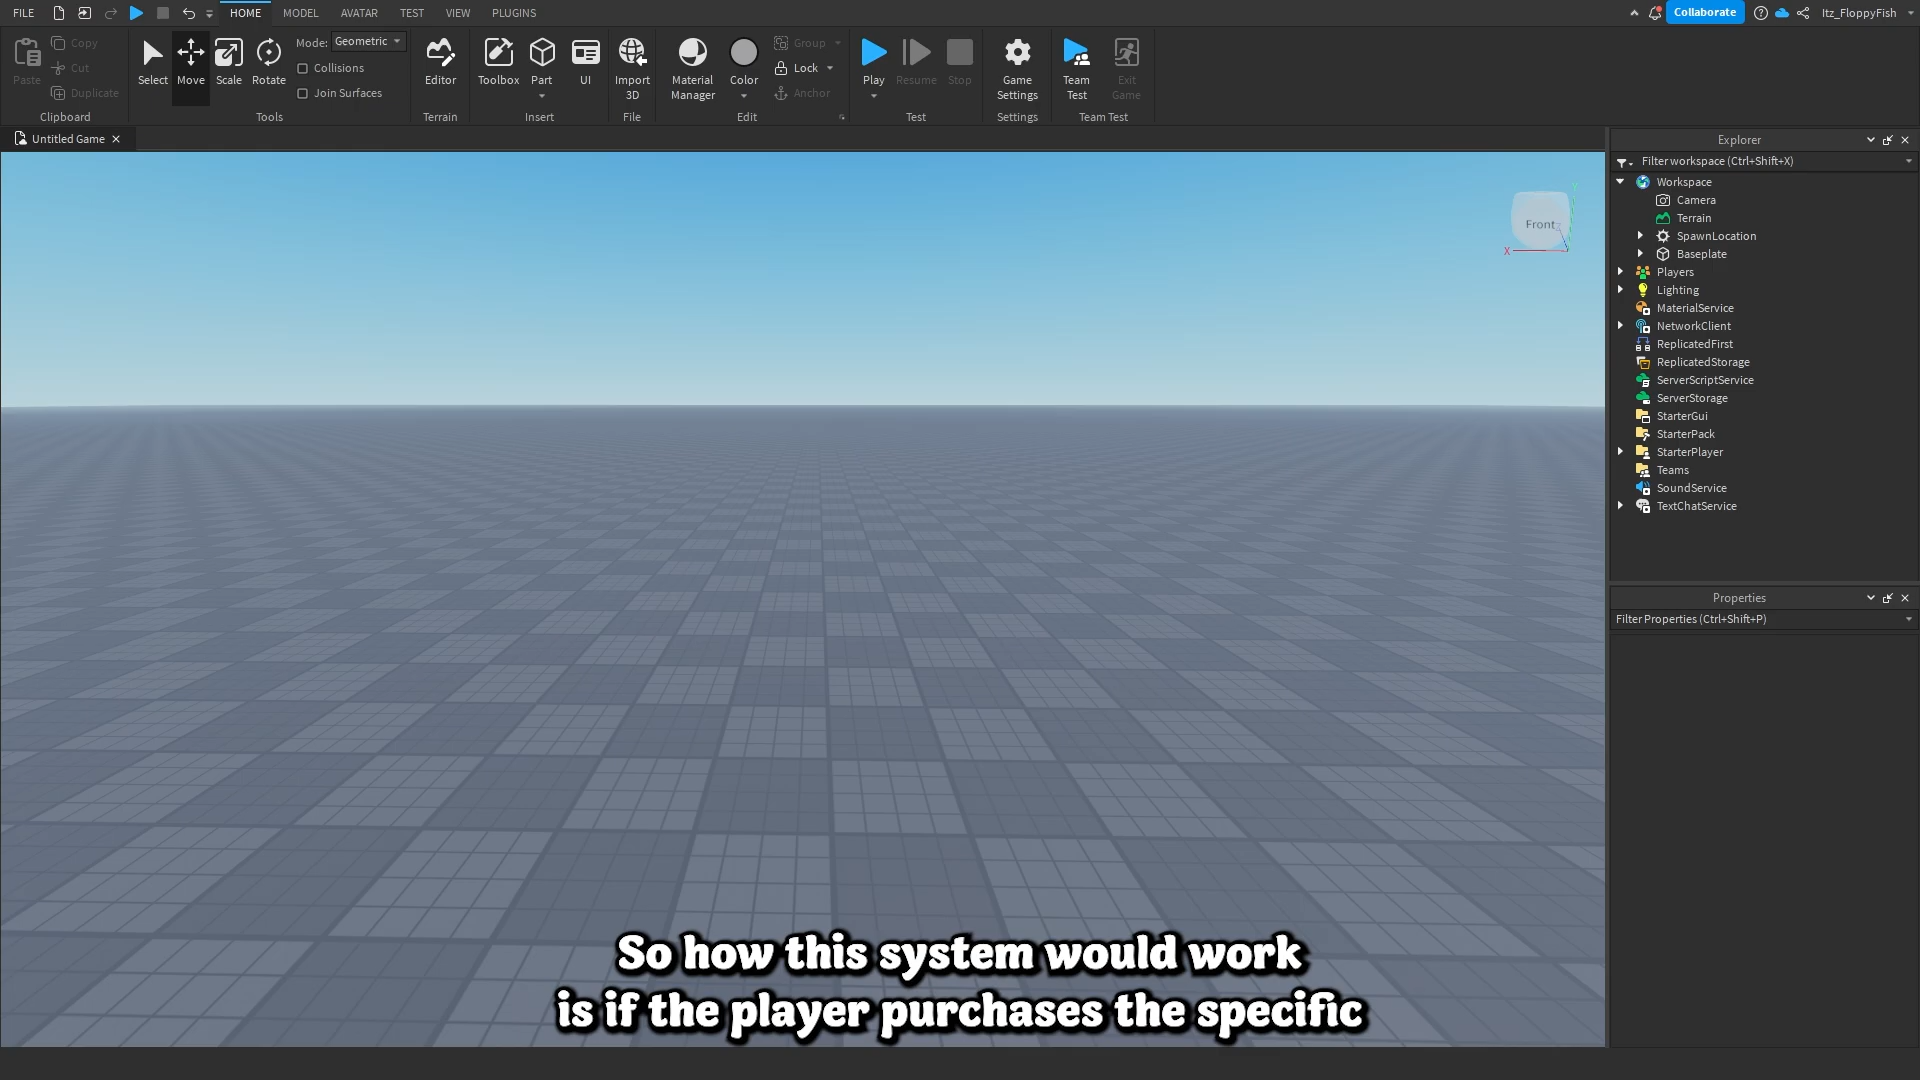 FILE
HOME
MODEL
AVATAR
TEST
VIEW
PLUGINS
Collaborate
Itz_FloppyFish
Paste
Copy
Cut
Duplicate
Clipboard
Select
Move
Scale
Rotate
Mode: Geometric
Collisions
Join Surfaces
Tools
Editor
Terrain
Toolbox
Part
UI
Insert
Import
3D
File
Material
Manager
Color
Group
Lock
Anchor
Edit
Play
Resume
Stop
Test
Game
Settings
Settings
Team
Test
Exit
Game
Team Test
Untitled Game
Front
X
Y
Z
Explorer
Filter workspace (Ctrl+Shift+X)
Workspace
Camera
Terrain
SpawnLocation
Baseplate
Players
Lighting
MaterialService
NetworkClient
ReplicatedFirst
ReplicatedStorage
ServerScriptService
ServerStorage
StarterGui
StarterPack
StarterPlayer
Teams
SoundService
TextChatService
Properties
Filter Properties (Ctrl+Shift+P)
So how this system would work
is if the player purchases the specific